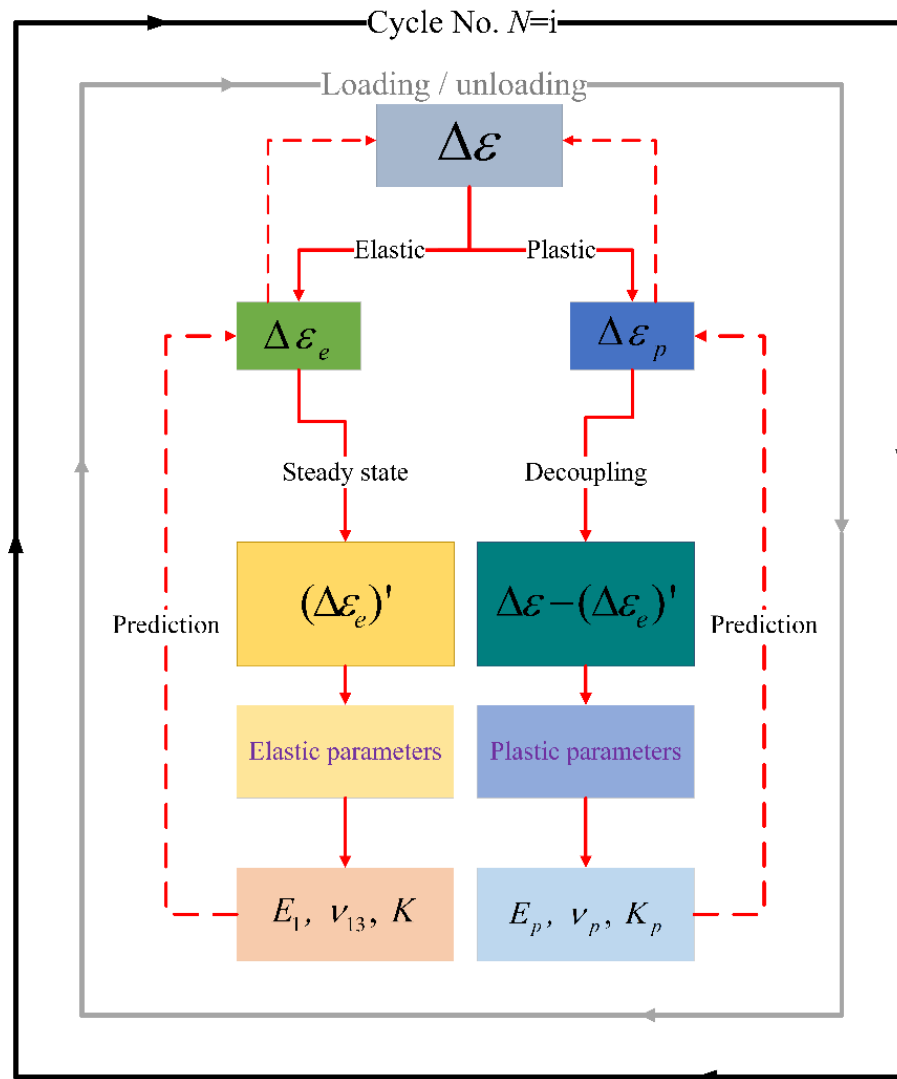 Cycle No. N=i
Loading / unloading
Δε
Elastic Plastic
Δε_e Δε_p
Steady state Decoupling
(Δε_e)' Δε−(Δε_e)'
Prediction Prediction
Elastic parameters Plastic parameters
E_1, ν_13, K E_p, ν_p, K_p